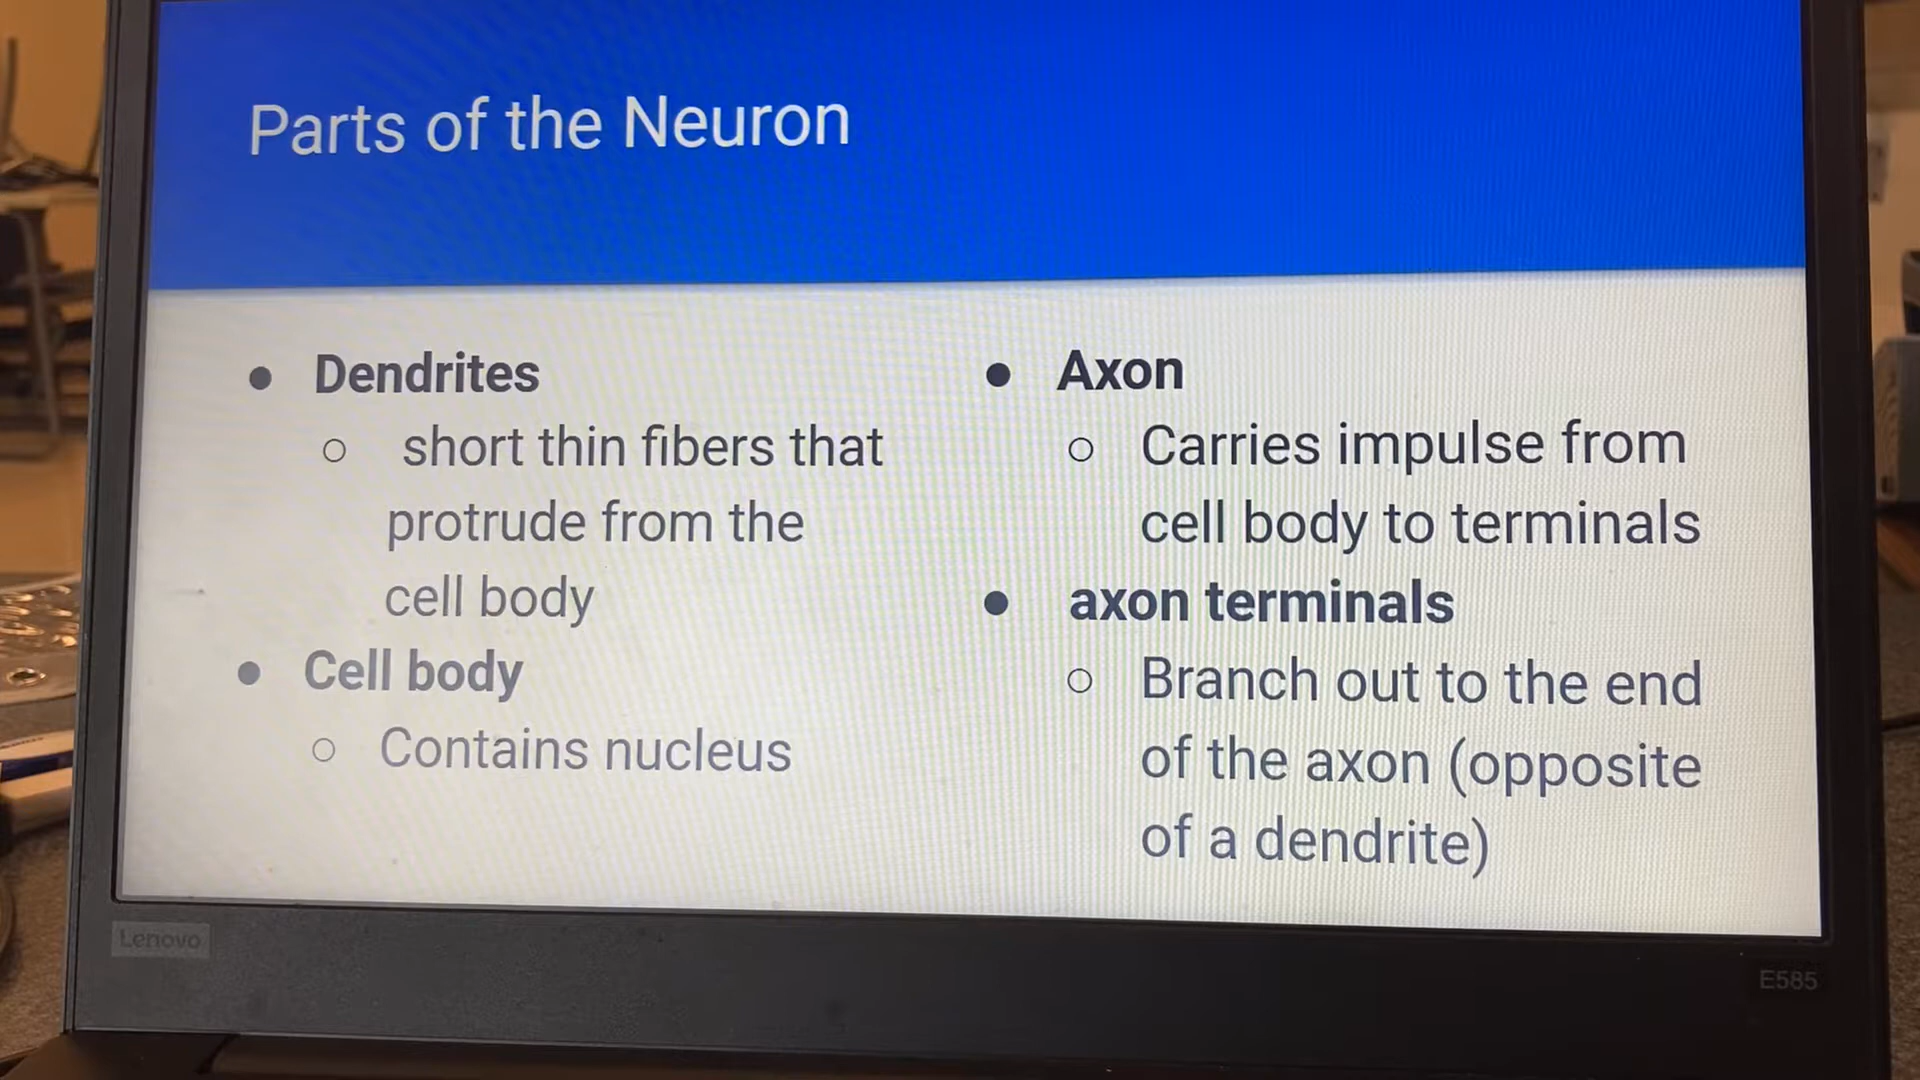 Parts of the Neuron
● Dendrites
○ short thin fibers that
protrude from the
cell body
● Cell body
○ Contains nucleus
● Axon
○ Carries impulse from
cell body to terminals
● axon terminals
○ Branch out to the end
of the axon (opposite
of a dendrite)
Lenovo
E585